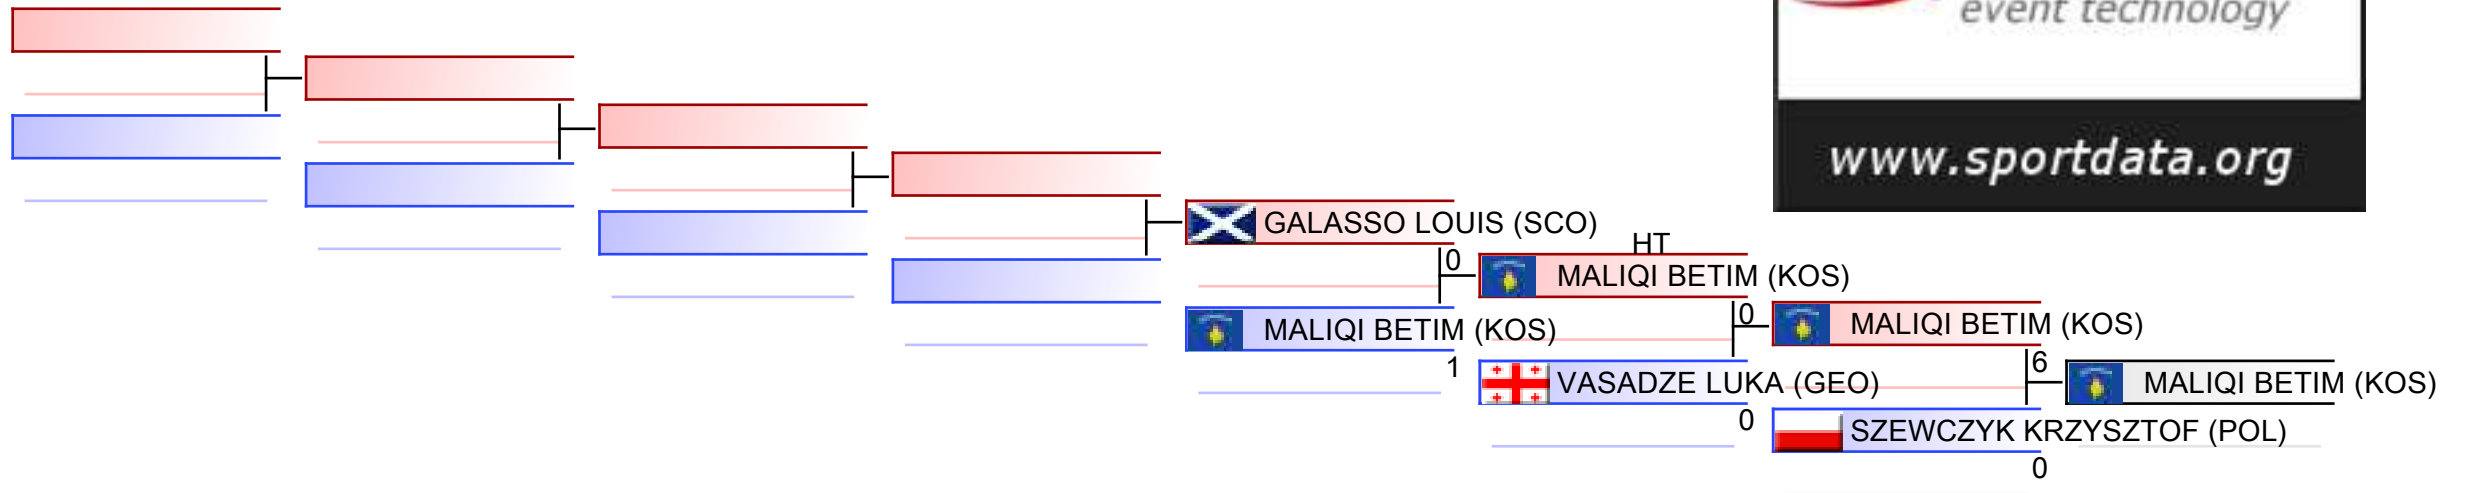 event technology
www.sportdata.org
GALASSO LOUIS (SCO)
HT
0
MALIQI BETIM (KOS)
MALIQI BETIM (KOS)
0
MALIQI BETIM (KOS)
1
VASADZE LUKA (GEO)
6
MALIQI BETIM (KOS)
0
SZEWCZYK KRZYSZTOF (POL)
0